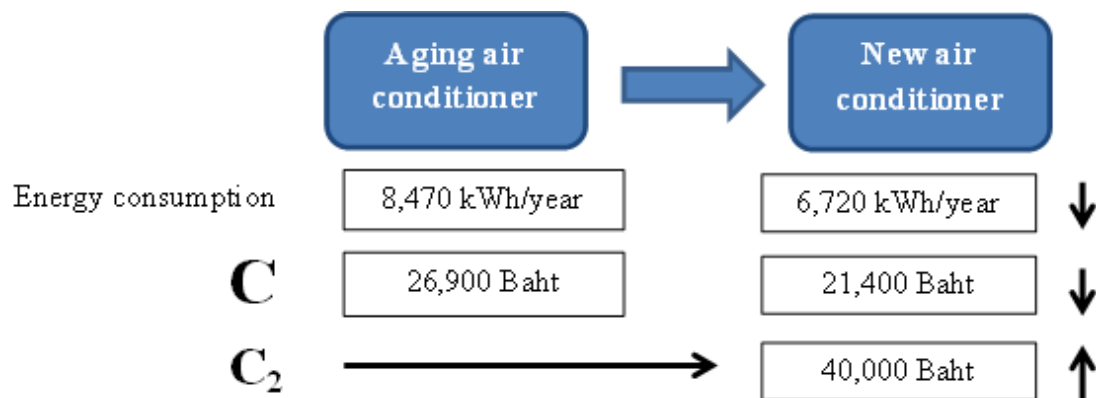 Aging air
conditioner
New air
conditioner
Energy consumption
8,470 kWh/year
6,720 kWh/year
C
26,900 Baht
21,400 Baht
C₂
40,000 Baht